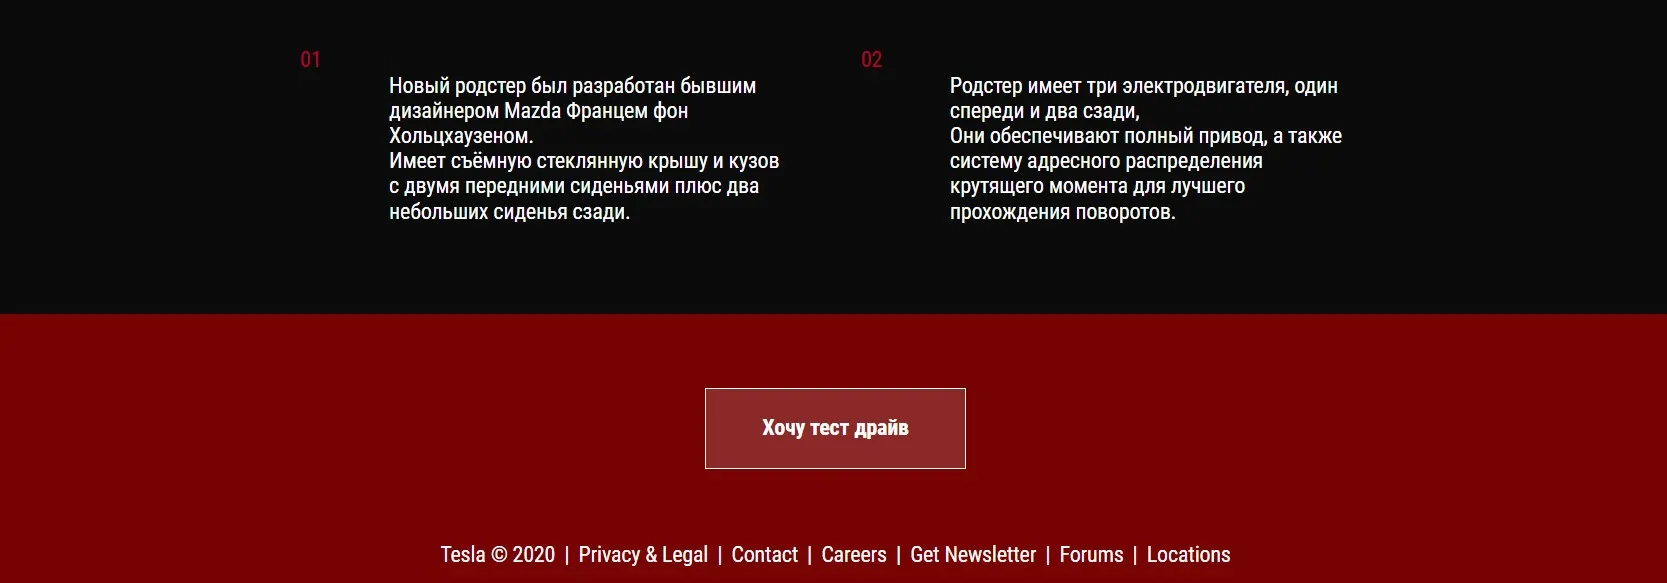 01
Новый родстер был разработан бывшим
дизайнером Mazda Францем фон
Хольцхаузеном.
Имеет съёмную стеклянную крышу и кузов
с двумя передними сиденьями плюс два
небольших сиденья сзади.
02
Родстер имеет три электродвигателя, один
спереди и два сзади,
Они обеспечивают полный привод, а также
систему адресного распределения
крутящего момента для лучшего
прохождения поворотов.
Хочу тест драйв
Tesla © 2020 | Privacy & Legal | Contact | Careers | Get Newsletter | Forums | Locations